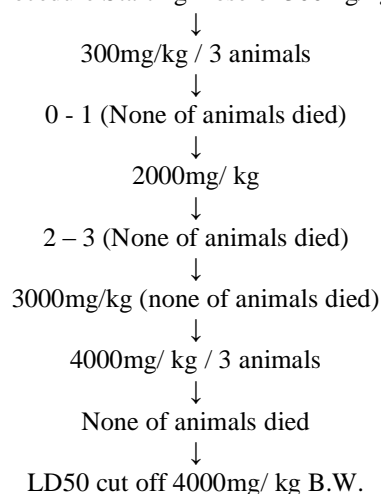 ↓
300mg/kg / 3 animals
↓
0 - 1 (None of animals died)
↓
2000mg/ kg
↓
2 – 3 (None of animals died)
↓
3000mg/kg (none of animals died)
↓
4000mg/ kg / 3 animals
↓
None of animals died
↓
LD50 cut off 4000mg/ kg B.W.